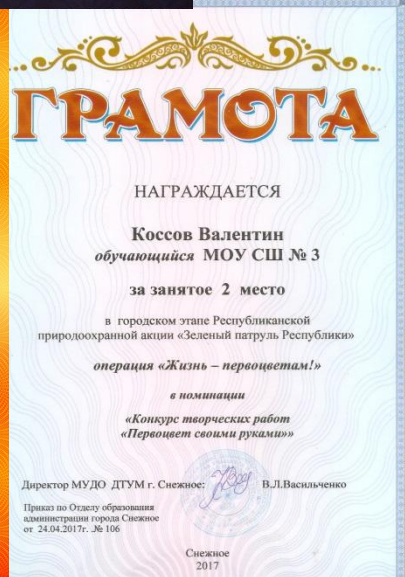 ГРАМОТА
НАГРАЖДАЕТСЯ
Коссов Валентин
обучающийся МОУ СШ № 3
за занятое 2 место
в городском этапе Республиканской
природоохранной акции «Зеленый патруль Республики»
операция «Жизнь – первоцветам!»
в номинации
«Конкурс творческих работ
«Первоцвет своими руками»»
Директор МУДО ДТУМ г. Снежное: В.Л.Васильченко
Приказ по Отделу образования
администрации города Снежное
от 24.04.2017г. № 106
Снежное
2017